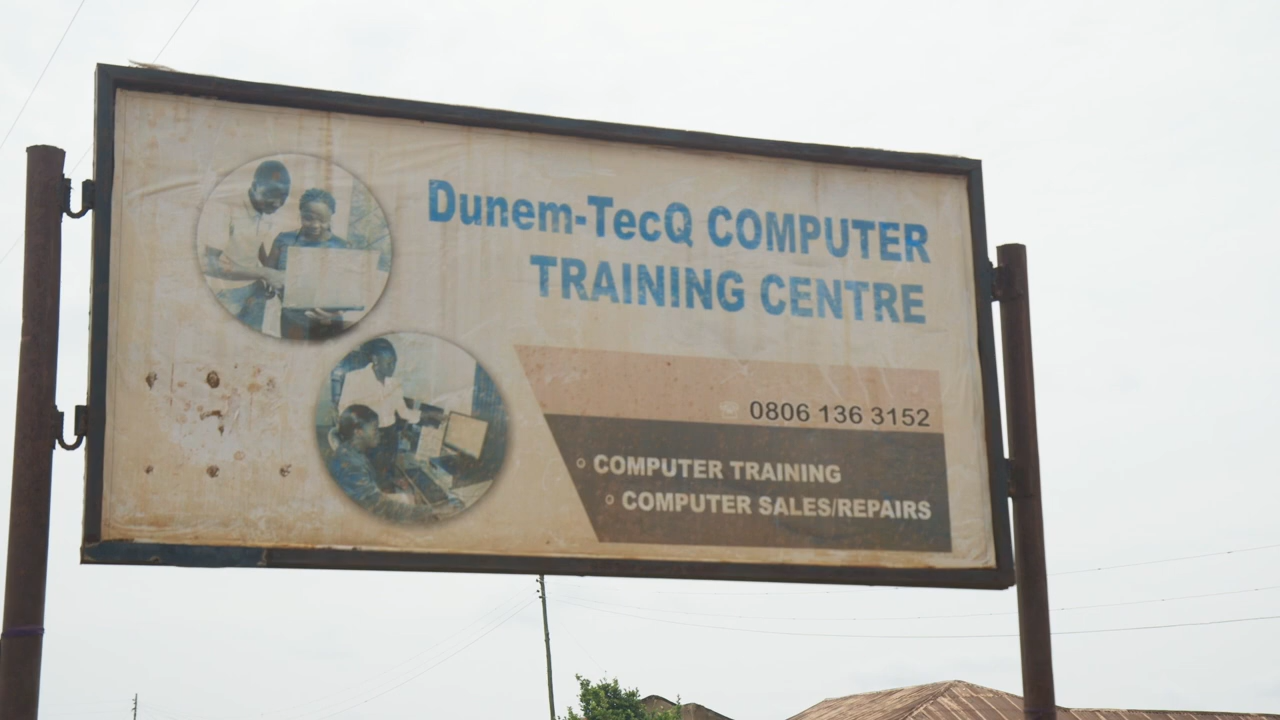 Dunem-TecQ COMPUTER
TRAINING CENTRE
0806 136 3152
COMPUTER TRAINING
COMPUTER SALES/REPAIRS